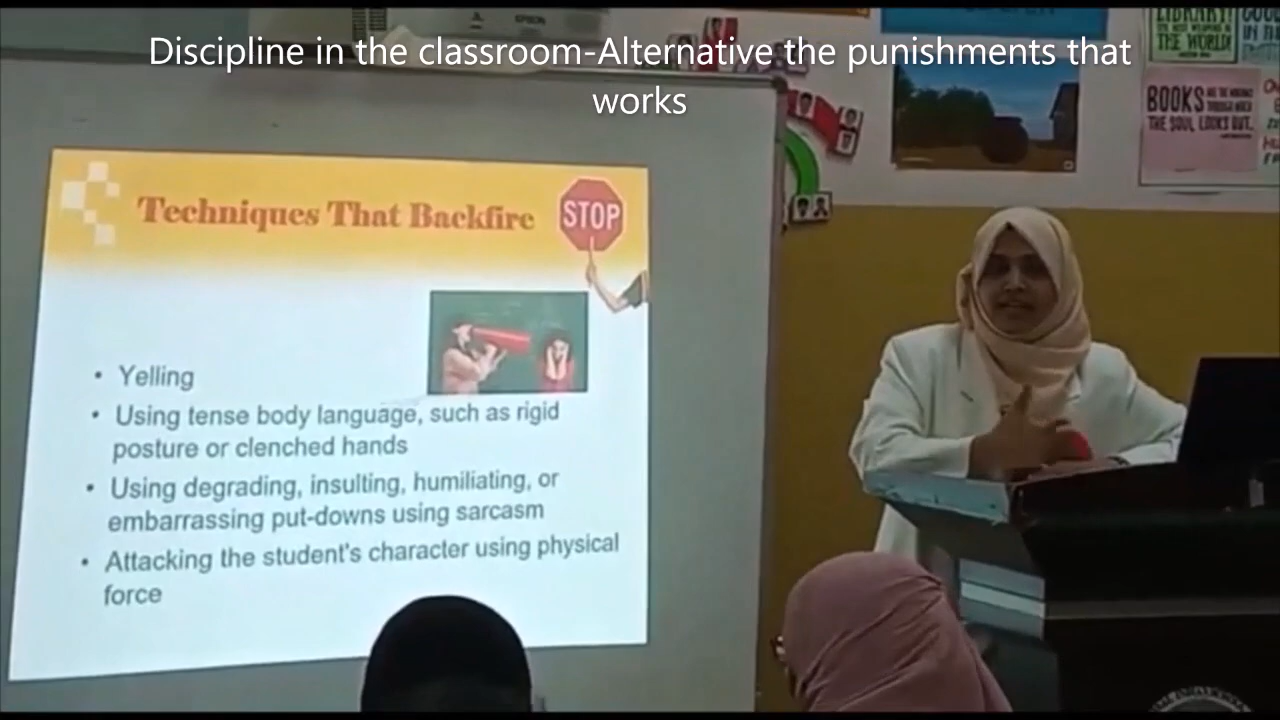 EPSON
Discipline in the classroom-Alternative the punishments that
works
LIBRARY!
THE WORLD!
BOOKS
THE SOUL LOOKS OUT.
Techniques That Backfire
STOP
• Yelling
• Using tense body language, such as rigid
posture or clenched hands
• Using degrading, insulting, humiliating, or
embarrassing put-downs using sarcasm
• Attacking the student's character using physical
force